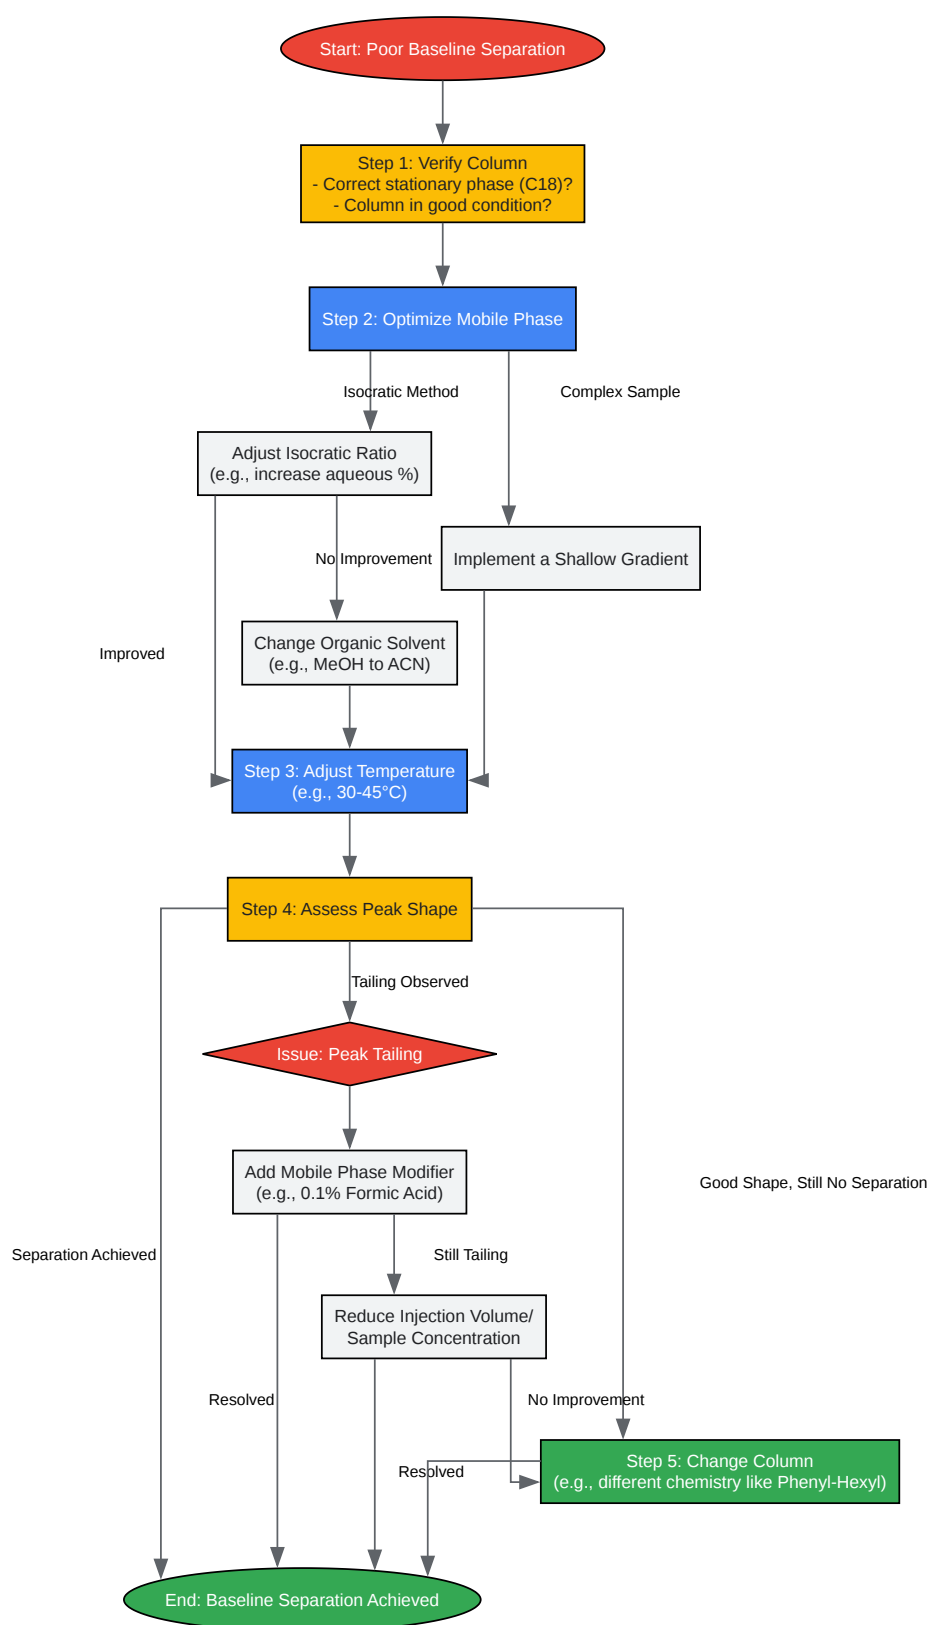 Start: Poor Baseline Separation
Step 1: Verify Column
- Correct stationary phase (C18)?
- Column in good condition?
Step 2: Optimize Mobile Phase
Isocratic Method
Complex Sample
Adjust Isocratic Ratio
(e.g., increase aqueous %)
No Improvement
Implement a Shallow Gradient
Improved
Change Organic Solvent
(e.g., MeOH to ACN)
Step 3: Adjust Temperature
(e.g., 30-45°C)
Step 4: Assess Peak Shape
Tailing Observed
Issue: Peak Tailing
Add Mobile Phase Modifier
(e.g., 0.1% Formic Acid)
Good Shape, Still No Separation
Separation Achieved
Still Tailing
Reduce Injection Volume/
Sample Concentration
Resolved
No Improvement
Resolved
Step 5: Change Column
(e.g., different chemistry like Phenyl-Hexyl)
End: Baseline Separation Achieved